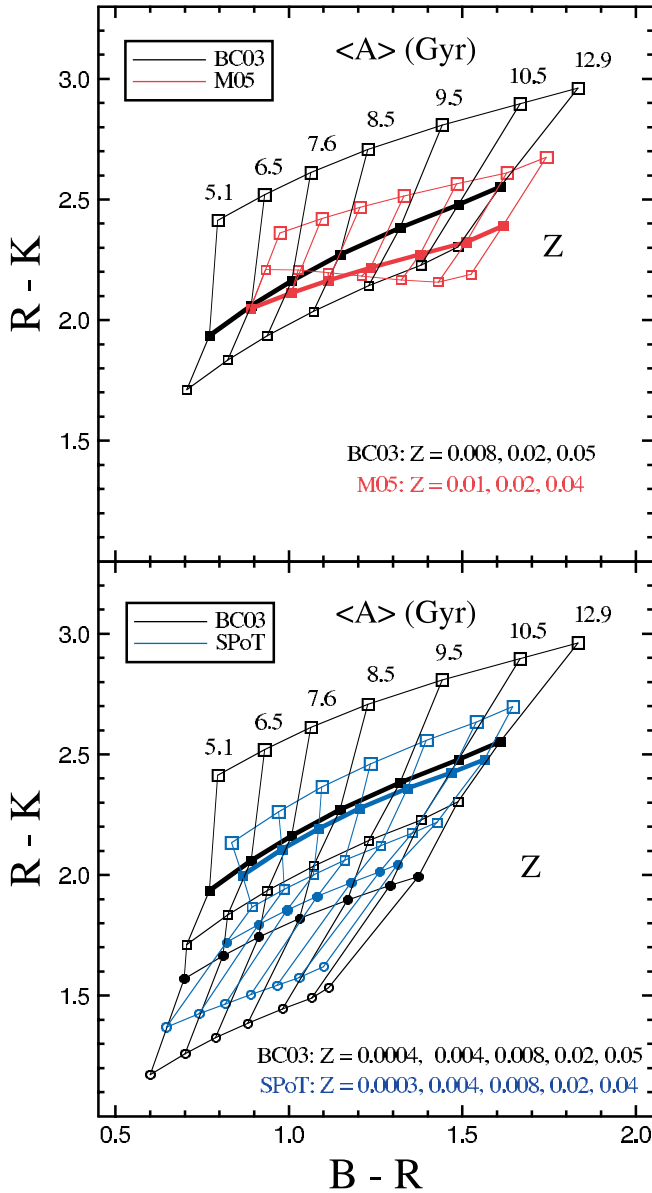 <A> (Gyr)
BC03
M05
12.9
10.5
9.5
8.5
7.6
6.5
5.1
3.0
2.5
2.0
1.5
R - K
Z
BC03: Z = 0.008, 0.02, 0.05
M05: Z = 0.01, 0.02, 0.04
<A> (Gyr)
BC03
SPoT
12.9
10.5
9.5
8.5
7.6
6.5
5.1
3.0
2.5
2.0
1.5
R - K
Z
BC03: Z = 0.0004, 0.004, 0.008, 0.02, 0.05
SPoT: Z = 0.0003, 0.004, 0.008, 0.02, 0.04
0.5 1.0 1.5 2.0
B - R